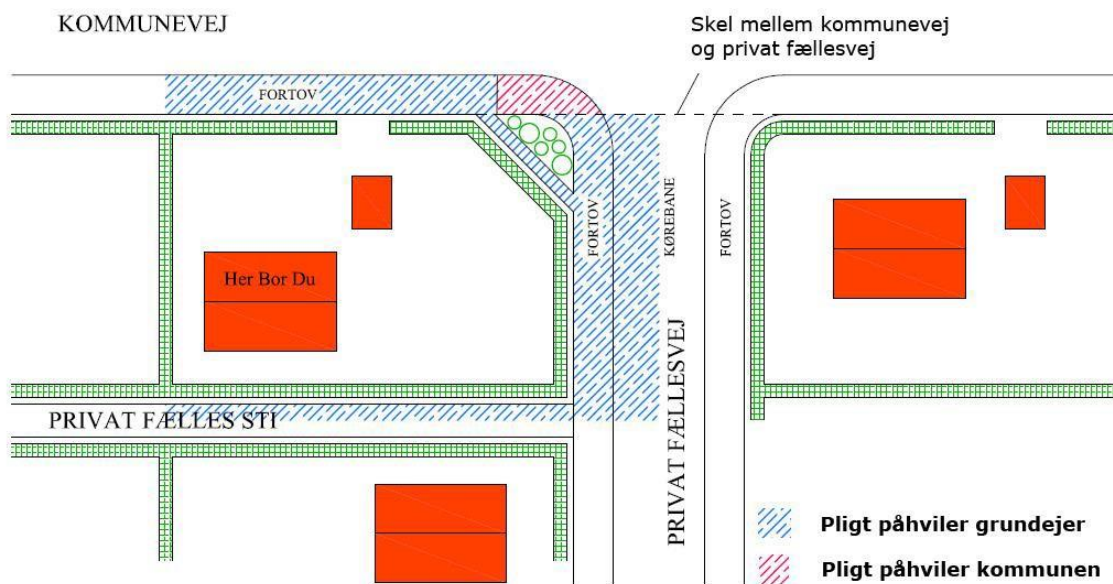 KOMMUNEVEJ
Skel mellem kommunevej
og privat fællesvej
FORTOV
FORTOV
KØREBANE
FORTOV
Her Bor Du
PRIVAT FÆLLES STI
PRIVAT FÆLLESVEJ
Pligt påhviler grundejer
Pligt påhviler kommunen